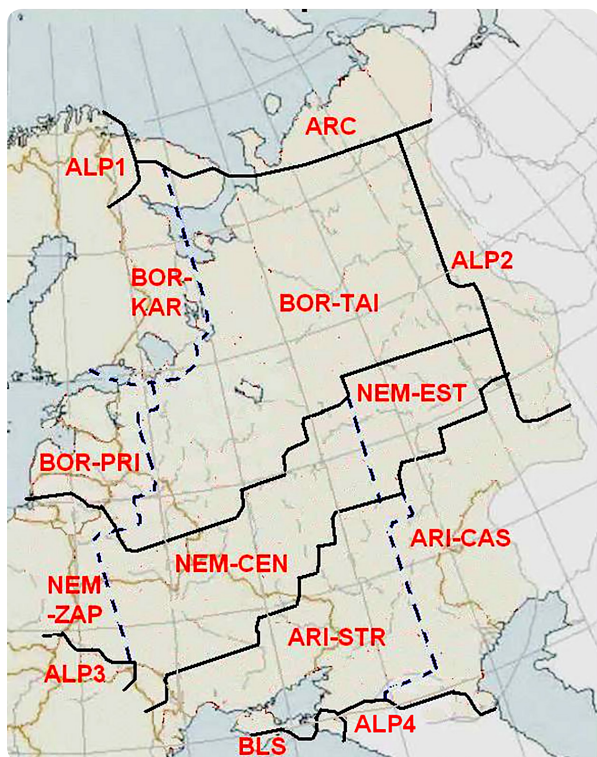 ARC
ALP1
ALP2
BOR-
KAR
BOR-TAI
NEM-EST
BOR-PRI
ARI-CAS
NEM-CEN
NEM
-ZAP
ARI-STR
ALP3
ALP4
BLS